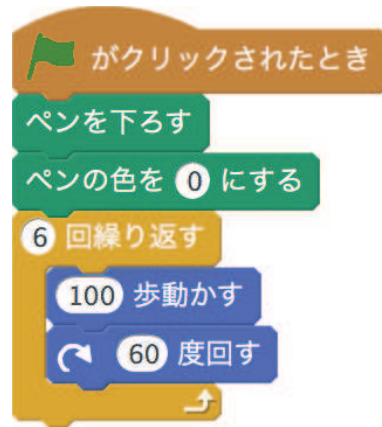 がクリックされたとき
ペンを下ろす
ペンの色を 0 にする
6 回繰り返す
100 歩動かす
60 度回す